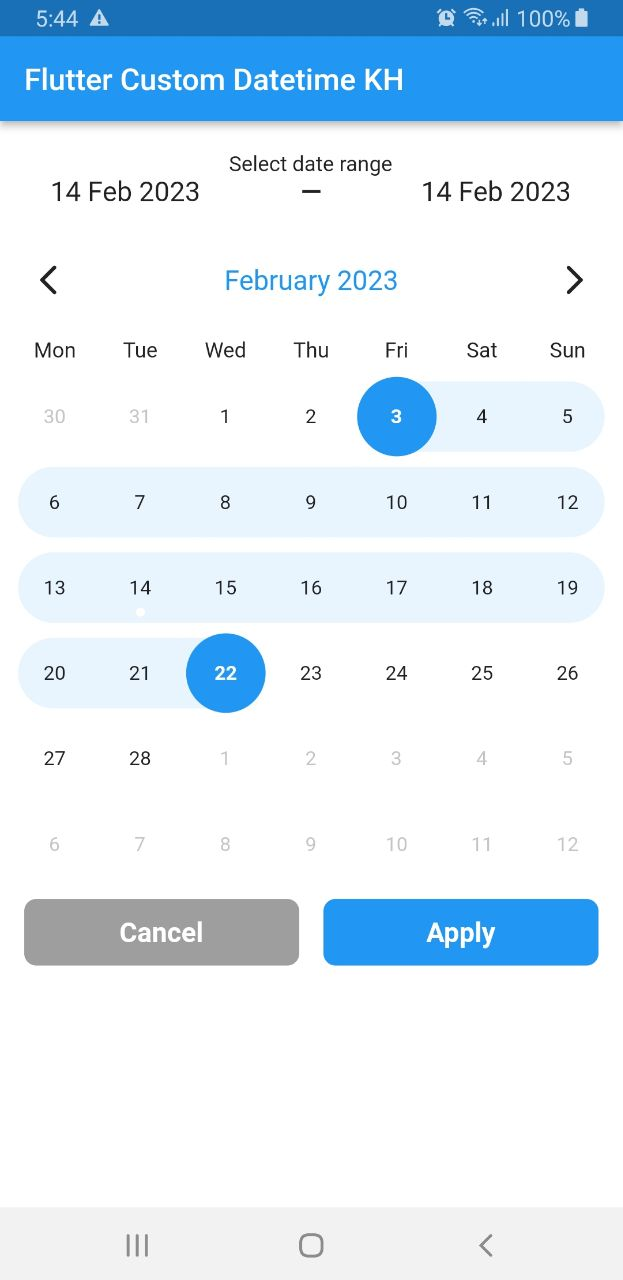 5:44 100%
Flutter Custom Datetime KH
Select date range
14 Feb 2023 – 14 Feb 2023
February 2023
Mon Tue Wed Thu Fri Sat Sun
30 31 1 2 3 4 5
6 7 8 9 10 11 12
13 14 15 16 17 18 19
20 21 22 23 24 25 26
27 28 1 2 3 4 5
6 7 8 9 10 11 12
Cancel Apply